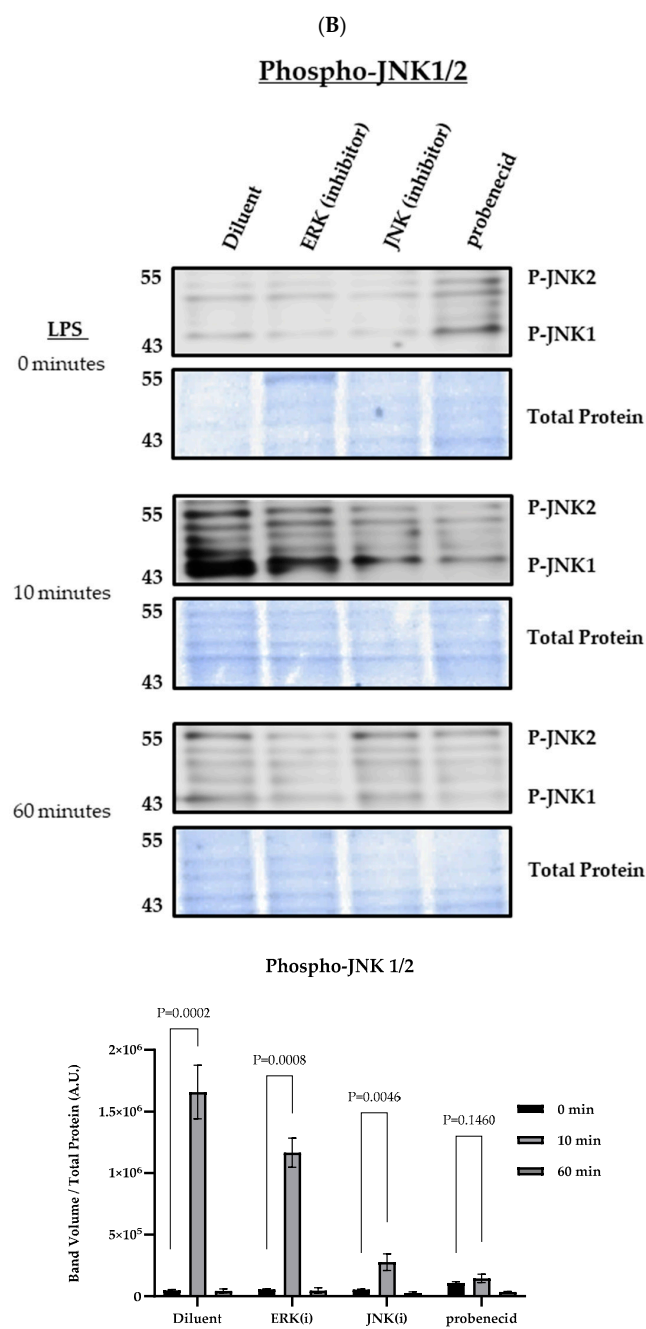 (B)
Phospho-JNK1/2
Diluent
ERK (inhibitor)
JNK (inhibitor)
probenecid
LPS
0 minutes
55
43
P-JNK2
P-JNK1
55
43
Total Protein
10 minutes
55
43
P-JNK2
P-JNK1
55
43
Total Protein
60 minutes
55
43
P-JNK2
P-JNK1
55
43
Total Protein
Phospho-JNK 1/2
Band Volume / Total Protein (A.U.)
2×10⁶
1.5×10⁶
1×10⁶
5×10⁵
0
P=0.0002
P=0.0008
P=0.0046
P=0.1460
0 min
10 min
60 min
Diluent
ERK(i)
JNK(i)
probenecid